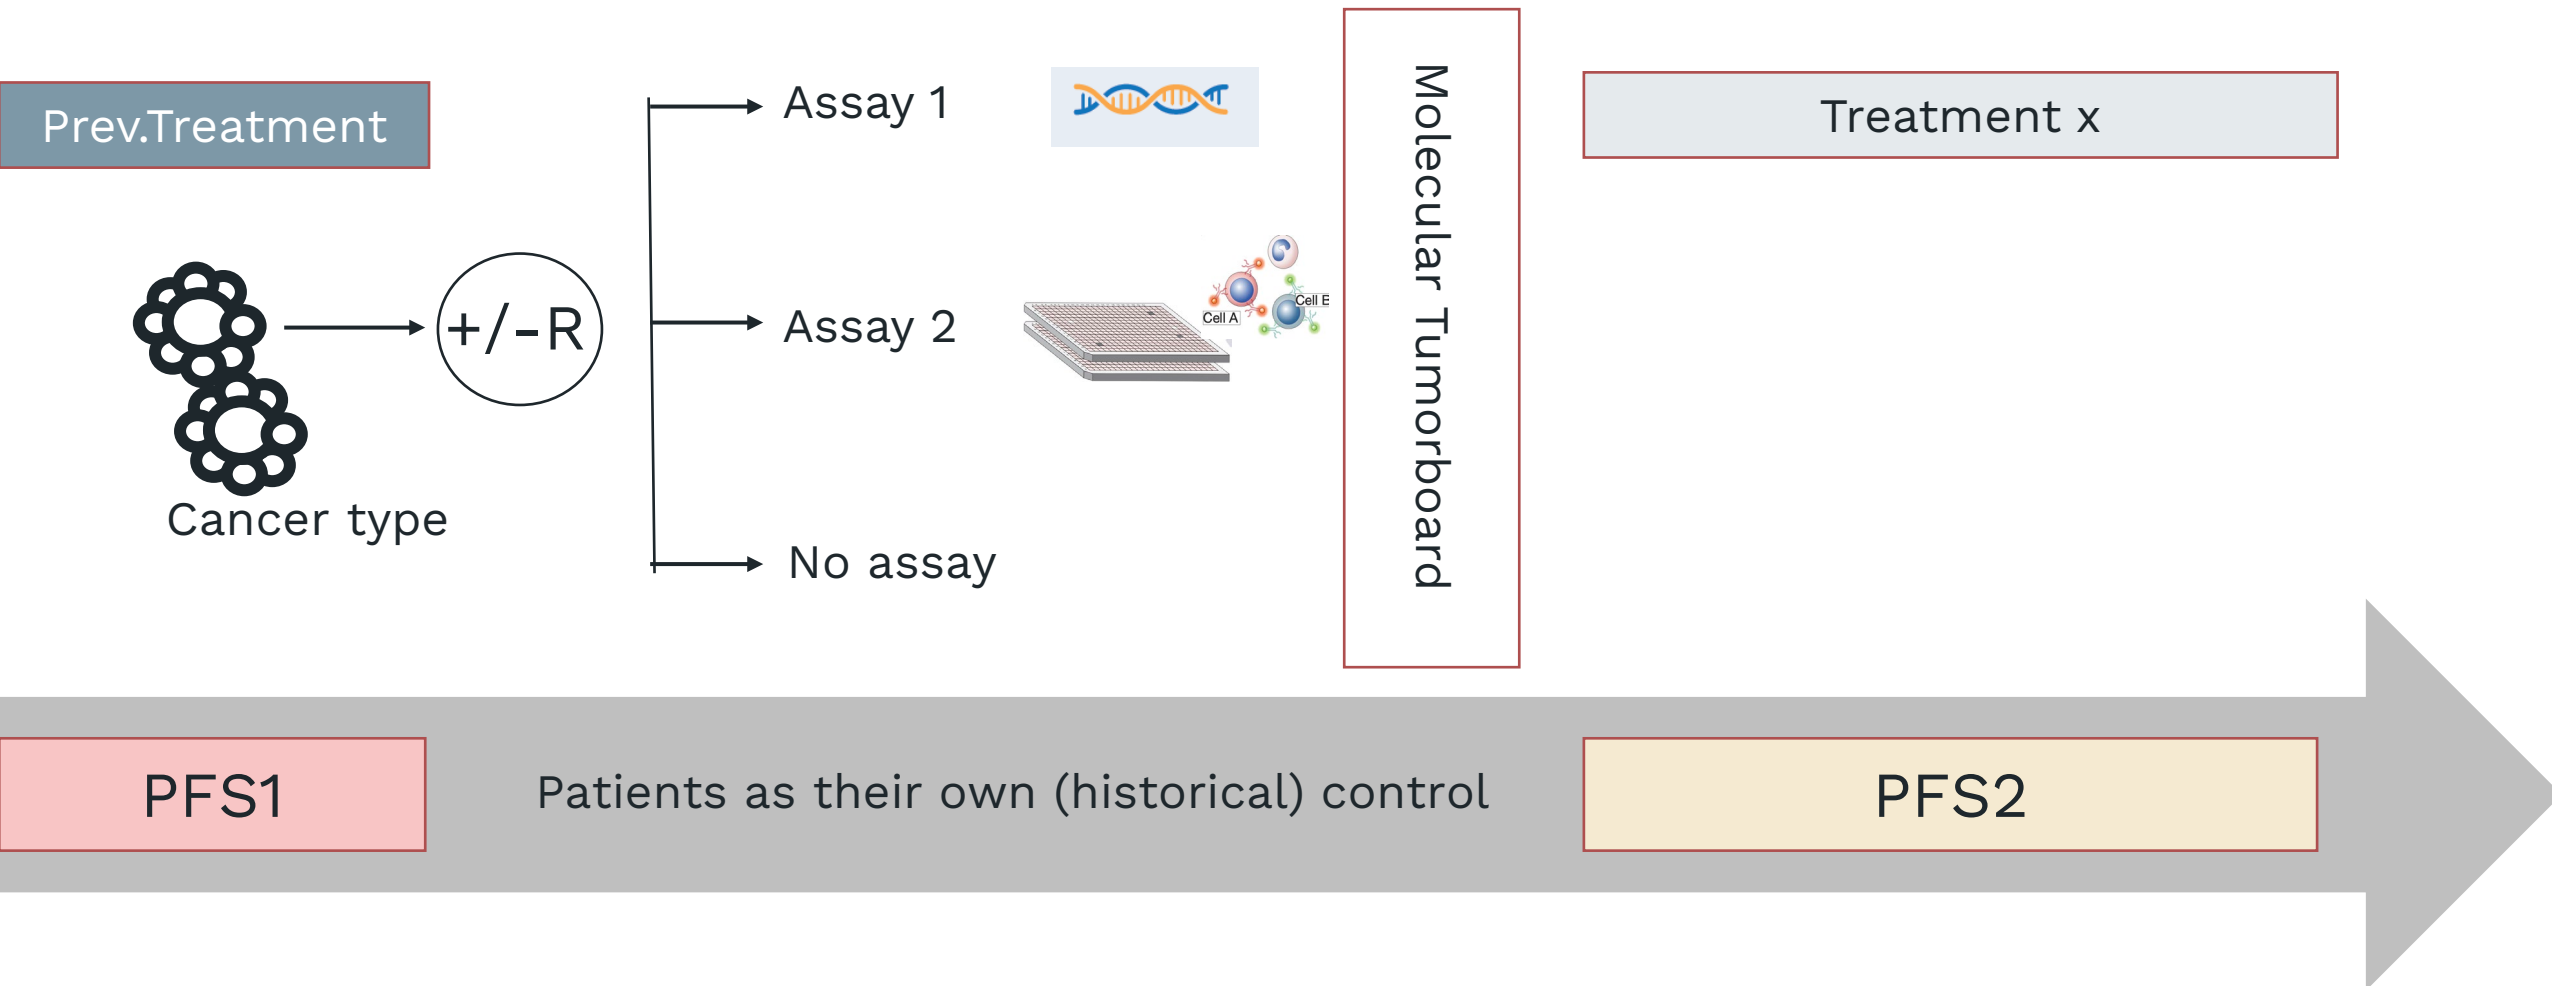 Prev.Treatment
Cancer type
+/-R
Assay 1
Assay 2
Cell A
Cell B
No assay
Molecular Tumorboard
Treatment x
PFS1
Patients as their own (historical) control
PFS2